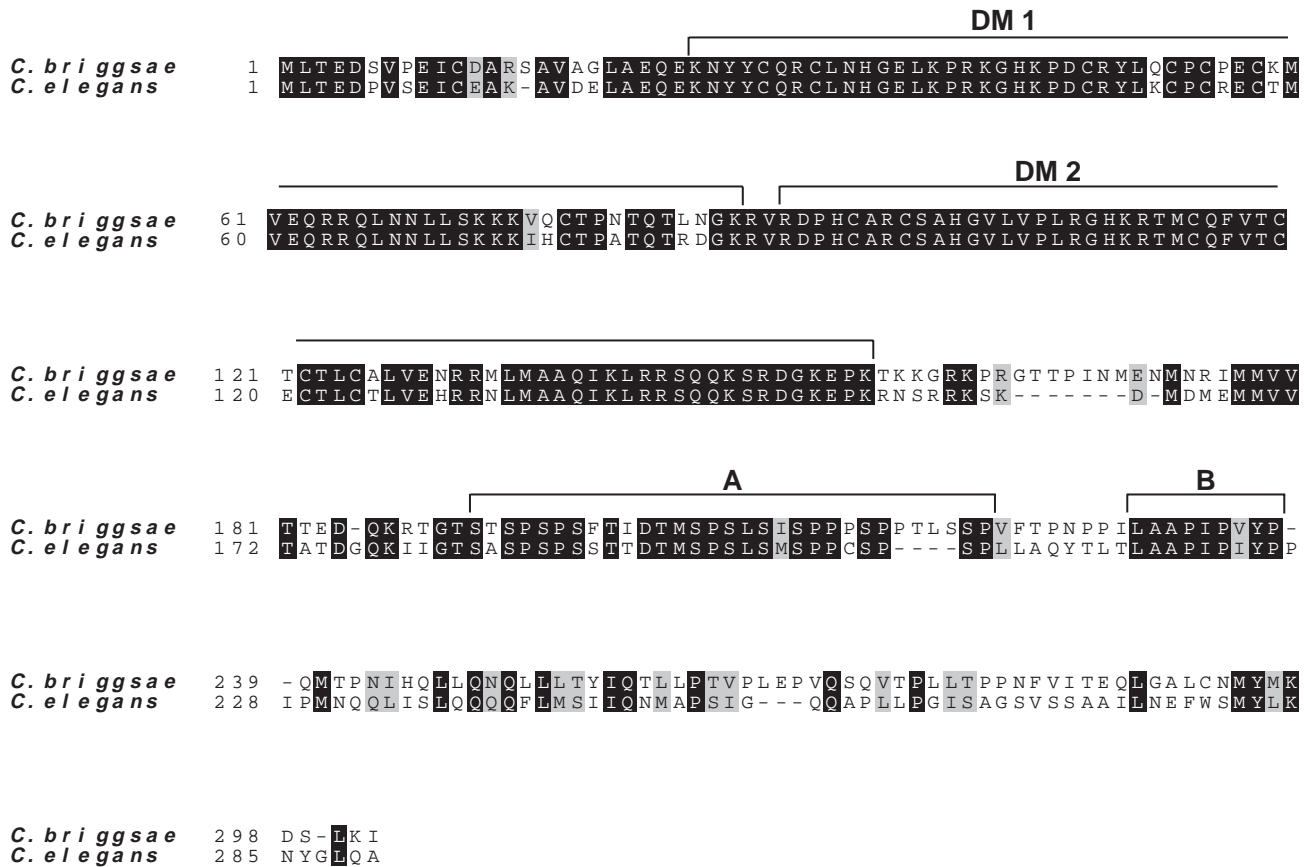 DM 1
C. briggsae 1 MLTEDSVPEICDARSAVAGLAEQEKNYYCQRCLNHGELKPRKGHKPDCRYLQCPCPECKM
C. elegans 1 MLTEDPVSEICEAK-AVDELAEQEKNYYCQRCLNHGELKPRKGHKPDCRYLKCPCRECTM
DM 2
C. briggsae 61 VEQRRQLNNLLSKKKVQCTPNTQTLNGKRVRDPHCARCSAHGVLVPLRGHKRTMCQFVTC
C. elegans 60 VEQRRQLNNLLSKKKIHCTPATQTRDGKRVRDPHCARCSAHGVLVPLRGHKRTMCQFVTC
C. briggsae 121 TCTLCALVENRRMLMAAQIKLRRSQQKSRDGKEPKTKKGRKPRGTTPINMENMNRIMMVV
C. elegans 120 ECTLCTLVEHRRNLMAAQIKLRRSQQKSRDGKEPKRNSRRKSK-------D-MDMEMMVV
A B
C. briggsae 181 TTED-QKRTGTSTSPSPSFTIDTMSPSLSISPPPSPPTLSSPVFTPNPPILAAPIPVYP-
C. elegans 172 TATDGQKIIGTSASPSPSSTTDTMSPSLSMSPPCSP----SPLLAQYTLTLAAPIPIYPP
C. briggsae 239 -QMTPNIHQLLQNQLLLTYIQTLLPTVPLEPVQSQVTPLLTPPNFVITEQLGALCNMYMK
C. elegans 228 IPMNQQLISLQQQQFLMSIIQNMAPSIG---QQAPLLPGISAGSVSSAAILNEFWSMYLK
C. briggsae 298 DS-LKI
C. elegans 285 NYGLQA